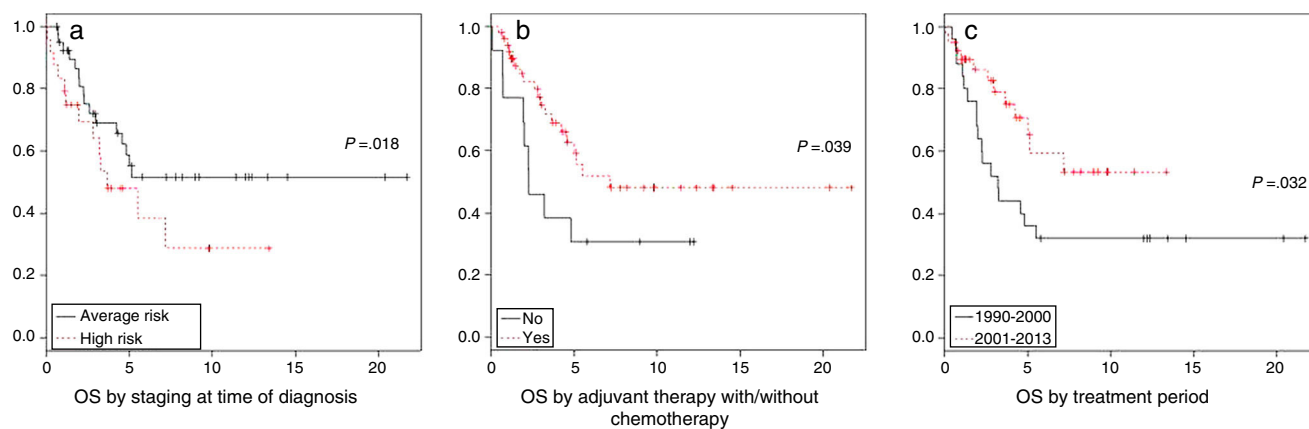 a
1.0
0.8
0.6
0.4
0.2
0.0
P =.018
Average risk
High risk
0 5 10 15 20
OS by staging at time of diagnosis
b
1.0
0.8
0.6
0.4
0.2
0.0
P =.039
No
Yes
0 5 10 15 20
OS by adjuvant therapy with/without
chemotherapy
c
1.0
0.8
0.6
0.4
0.2
0.0
P =.032
1990-2000
2001-2013
0 5 10 15 20
OS by treatment period